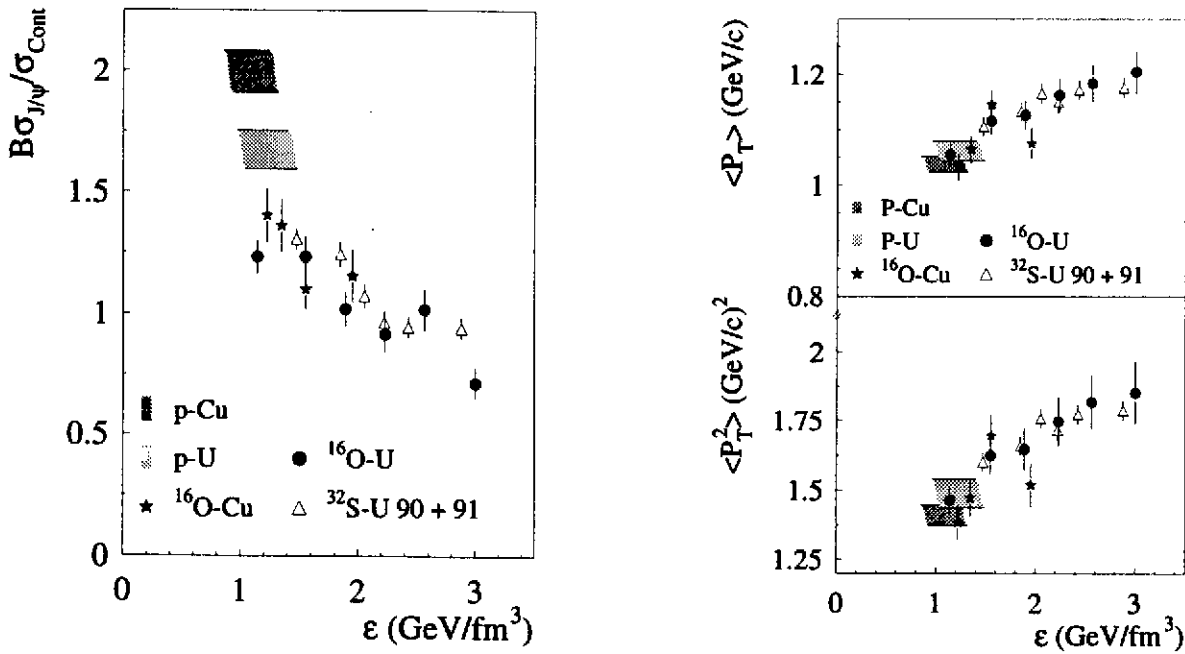 Bσ_J/ψ/σ_Cont
2
1.5
1
0.5
0
p-Cu
p-U
¹⁶O-U
¹⁶O-Cu
³²S-U 90 + 91
0 1 2 3
ε (GeV/fm³)
<P_T> (GeV/c)
1.2
1
0.8
P-Cu
P-U
¹⁶O-U
¹⁶O-Cu
³²S-U 90 + 91
<P_T²> (GeV/c)²
2
1.75
1.5
1.25
0 1 2 3
ε (GeV/fm³)